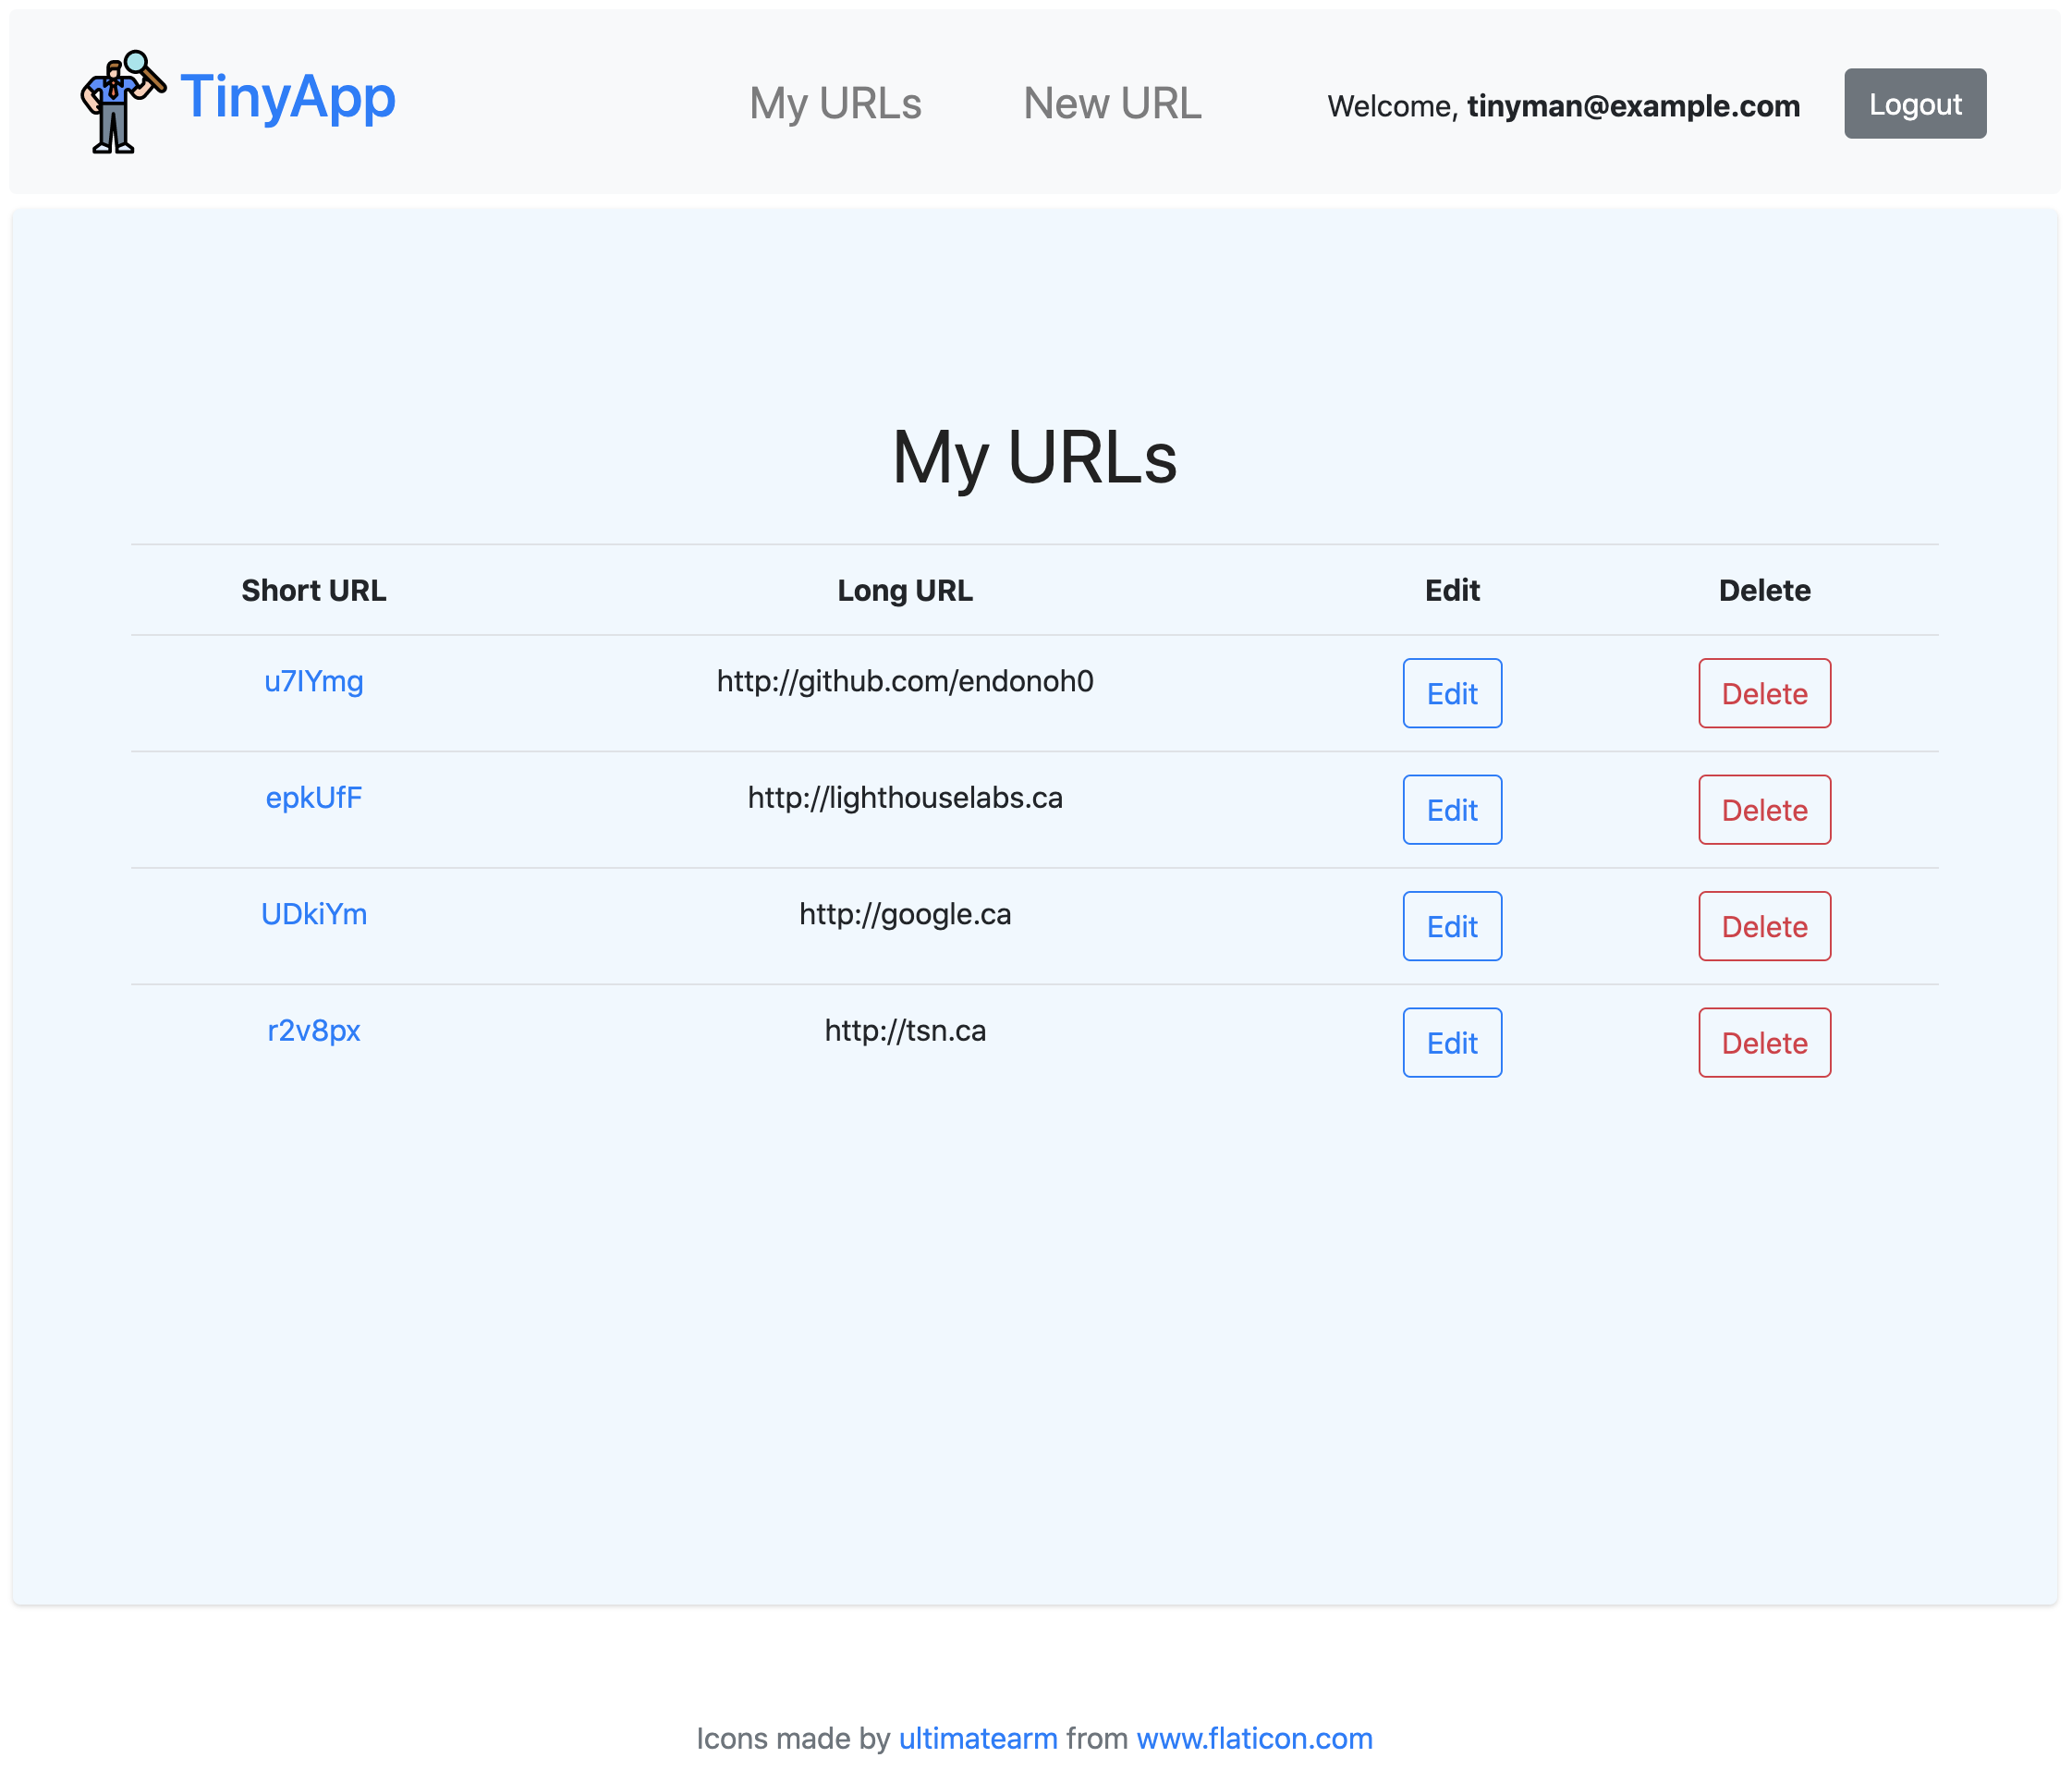 TinyApp My URLs New URL Welcome, tinyman@example.com Logout
My URLs
Short URL Long URL Edit Delete
u7lYmg http://github.com/endonoh0 Edit Delete
epkUfF http://lighthouselabs.ca Edit Delete
UDkiYm http://google.ca Edit Delete
r2v8px http://tsn.ca Edit Delete
Icons made by ultimatearm from www.flaticon.com